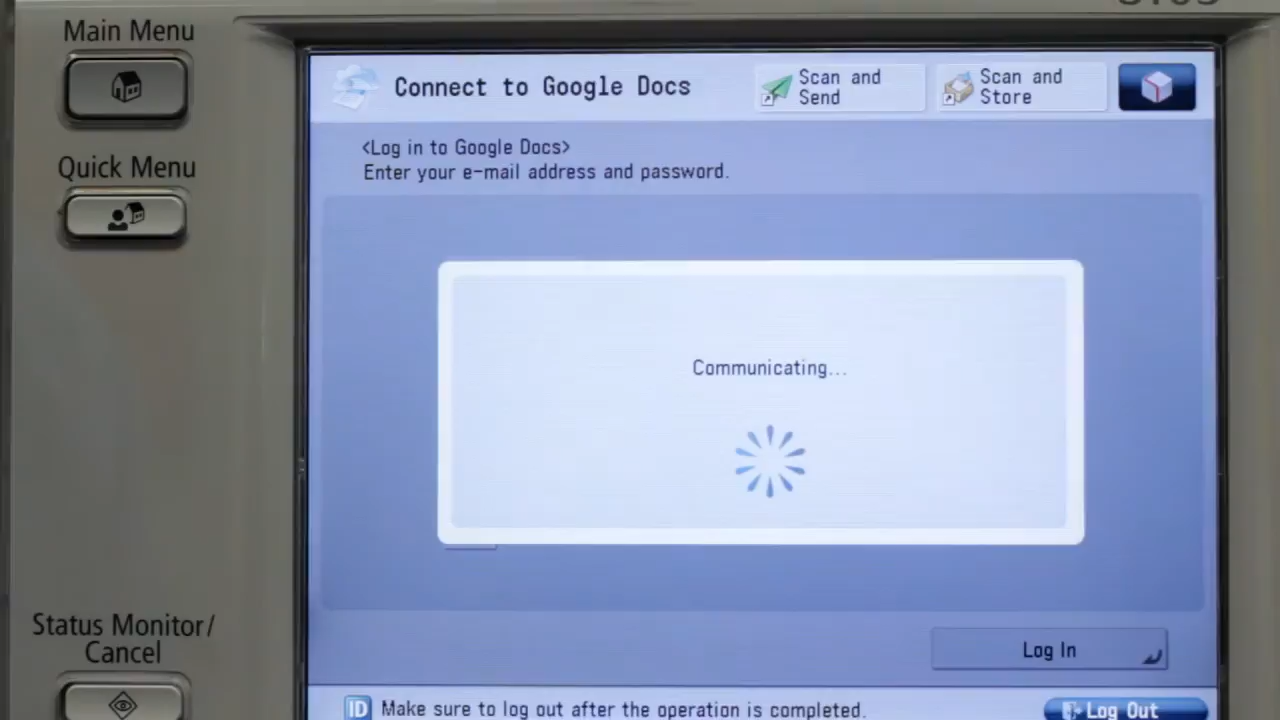 Main Menu
Quick Menu
Status Monitor/
Cancel
Connect to Google Docs
Scan and
Send
Scan and
Store
<Log in to Google Docs>
Enter your e-mail address and password.
Communicating...
Log In
ID Make sure to log out after the operation is completed.
Log Out